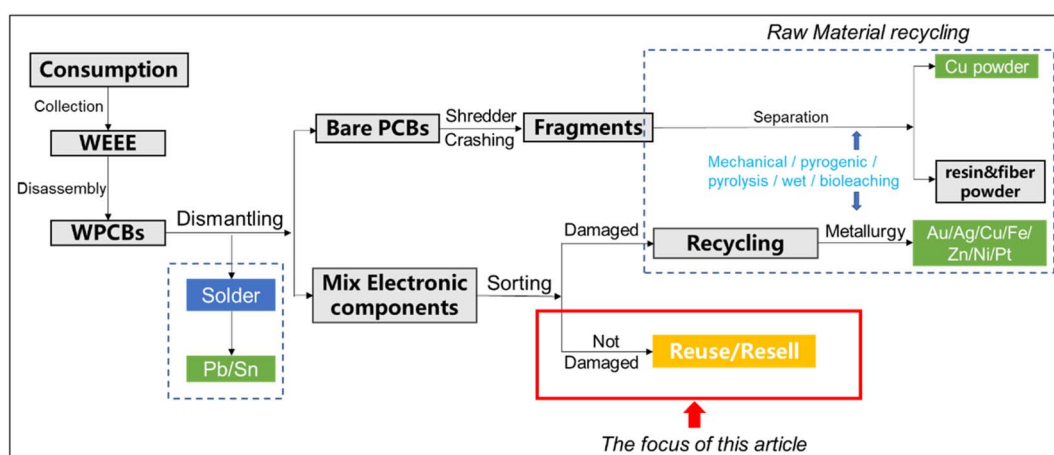 Raw Material recycling
Consumption
Cu powder
Collection
Shredder
Bare PCBs
Crashing
Fragments
Separation
WEEE
Mechanical / pyrogenic /
pyrolysis / wet / bioleaching
resin&fiber
powder
Disassembly
WPCBs
Dismantling
Damaged
Recycling
Metallurgy
Au/Ag/Cu/Fe/
Zn/Ni/Pt
Solder
Mix Electronic
components
Sorting
Pb/Sn
Not
Damaged
Reuse/Resell
The focus of this article